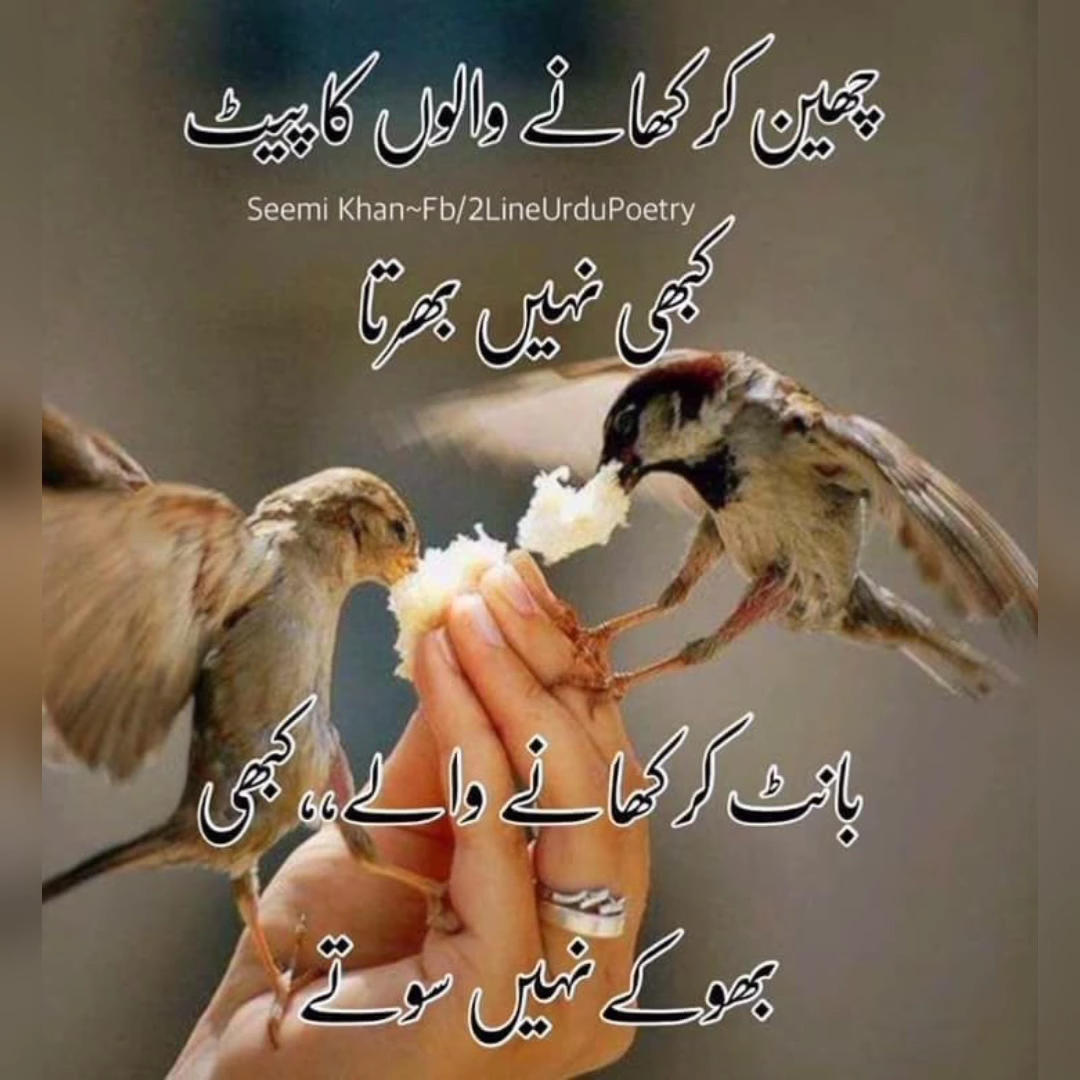 چھین کر کھانے والوں کا پیٹ
Seemi Khan~Fb/2LineUrduPoetry
کبھی نہیں بھرتا
بانٹ کر کھانے والے،، کبھی
بھوکے نہیں سوتے